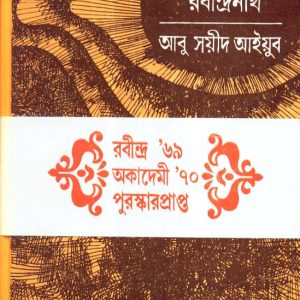 রবীন্দ্রনাথ
আবু সয়ীদ আইয়ুব
রবীন্দ্র '৬৯
অকাদেমী '৭০
পুরস্কারপ্রাপ্ত